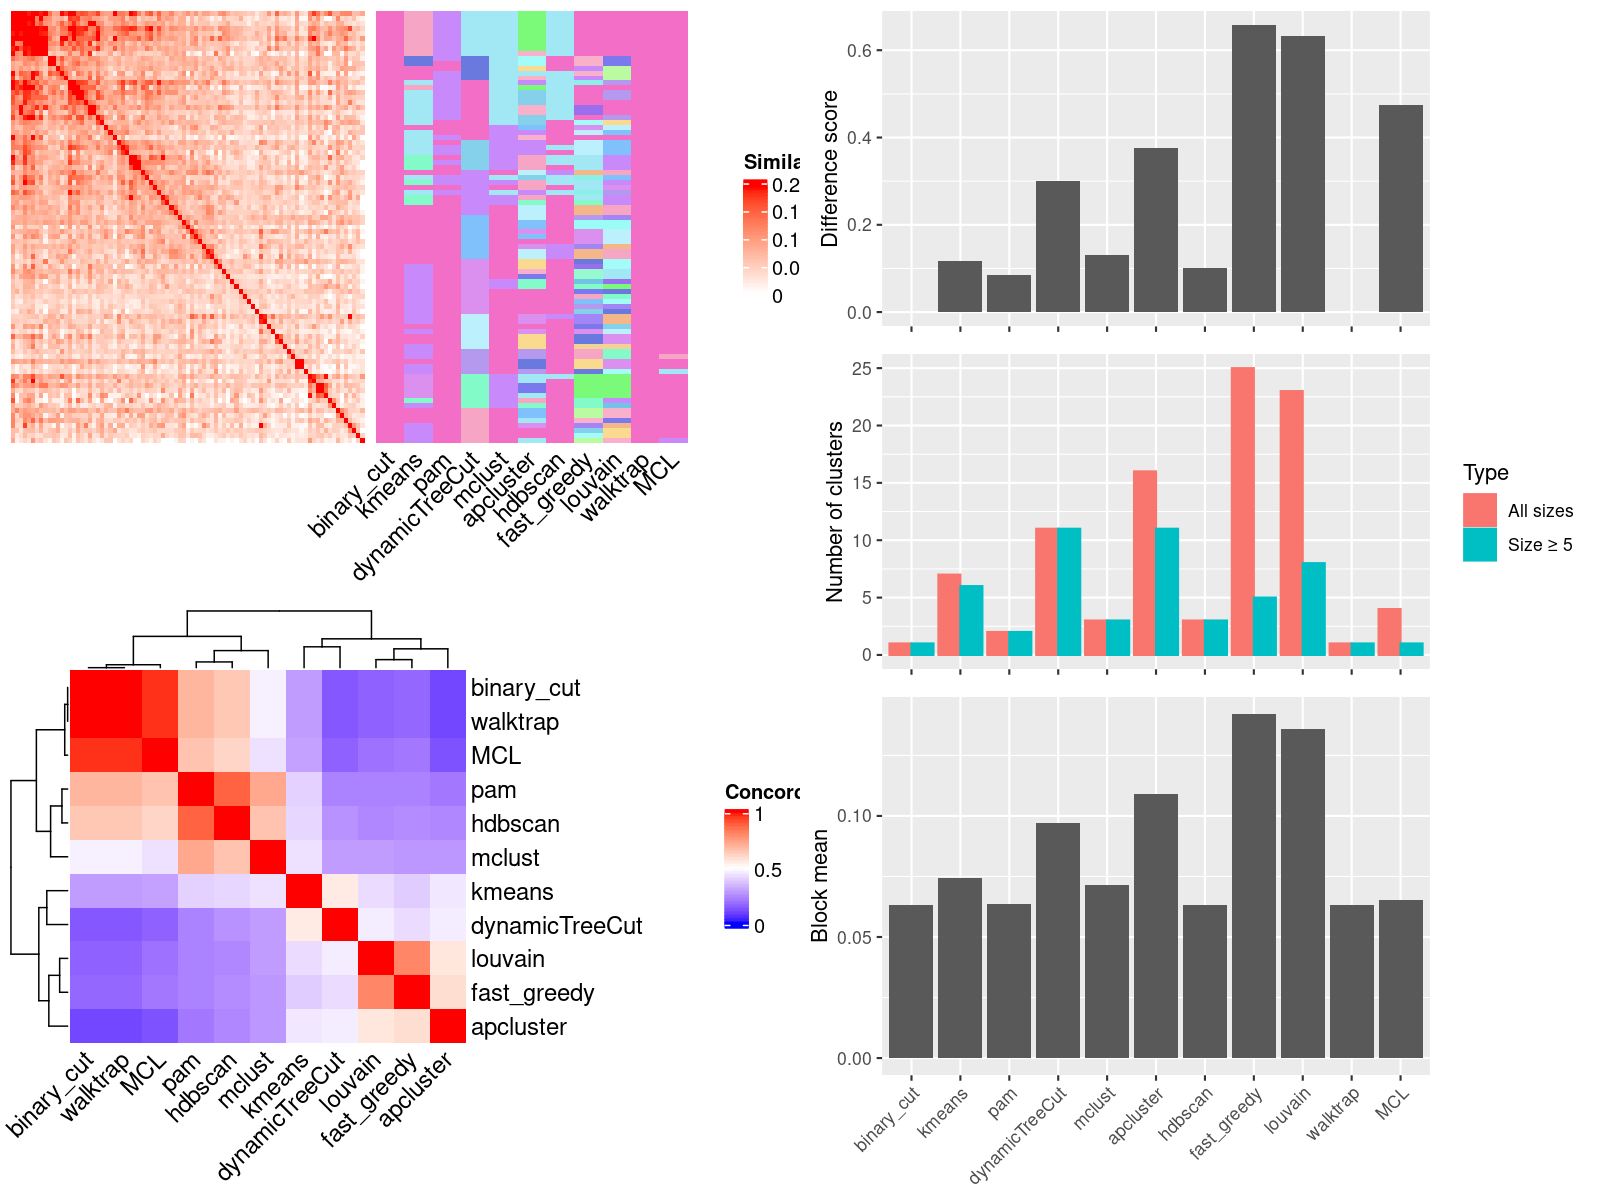 Simila
0.2
0.1
0.1
0.0
0
binary_cut
kmeans
pam
dynamicTreeCut
mclust
apcluster
hdbscan
fast_greedy
louvain
walktrap
MCL
binary_cut
walktrap
MCL
pam
hdbscan
mclust
kmeans
dynamicTreeCut
louvain
fast_greedy
apcluster
Concord
1
0.5
0
binary_cut
walktrap
MCL
pam
hdbscan
mclust
kmeans
dynamicTreeCut
louvain
fast_greedy
apcluster
Difference score
0.6
0.4
0.2
0.0
Number of clusters
25
20
15
10
5
0
Type
All sizes
Size ≥ 5
Block mean
0.10
0.05
0.00
binary_cut
kmeans
pam
dynamicTreeCut
mclust
apcluster
hdbscan
fast_greedy
louvain
walktrap
MCL